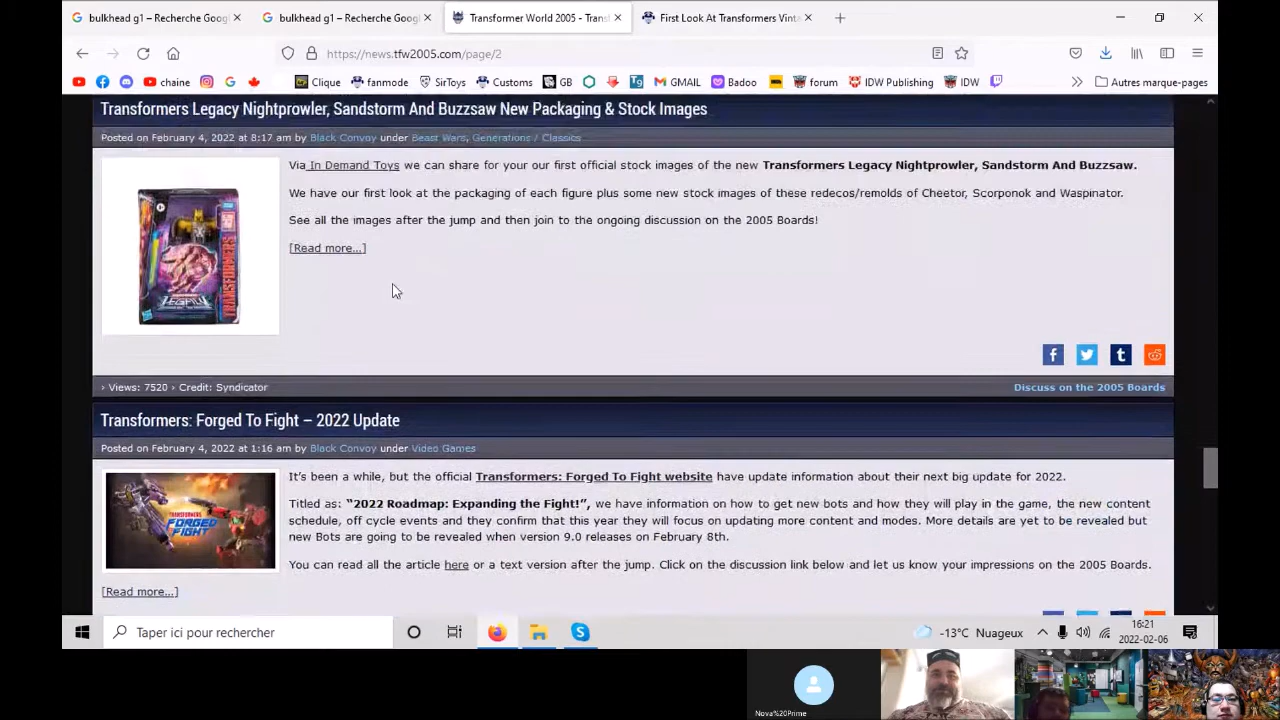 bulkhead g1 – Recherche Googl
bulkhead g1 – Recherche Googl
Transformer World 2005 - Trans
First Look At Transformers Vinta
https://news.tfw2005.com/page/2
chaine
Clique
fanmode
SirToys
Customs
GB
GMAIL
Badoo
forum
IDW Publishing
IDW
Autres marque-pages
Transformers Legacy Nightprowler, Sandstorm And Buzzsaw New Packaging & Stock Images
Posted on February 4, 2022 at 8:17 am by Black Convoy under Beast Wars, Generations / Classics
Via In Demand Toys we can share for your our first official stock images of the new Transformers Legacy Nightprowler, Sandstorm And Buzzsaw.
We have our first look at the packaging of each figure plus some new stock images of these redecos/remolds of Cheetor, Scorponok and Waspinator.
See all the images after the jump and then join to the ongoing discussion on the 2005 Boards!
[Read more...]
TRANSFORMERS
LEGACY
› Views: 7520 › Credit: Syndicator
Discuss on the 2005 Boards
Transformers: Forged To Fight – 2022 Update
Posted on February 4, 2022 at 1:16 am by Black Convoy under Video Games
It's been a while, but the official Transformers: Forged To Fight website have update information about their next big update for 2022.
Titled as: "2022 Roadmap: Expanding the Fight!", we have information on how to get new bots and how they will play in the game, the new content
schedule, off cycle events and they confirm that this year they will focus on updating more content and modes. More details are yet to be revealed but
new Bots are going to be revealed when version 9.0 releases on February 8th.
TRANSFORMERS
FORGED
FIGHT
You can read all the article here or a text version after the jump. Click on the discussion link below and let us know your impressions on the 2005 Boards.
[Read more...]
Taper ici pour rechercher
-13°C Nuageux
16:21
2022-02-06
Nova%20Prime